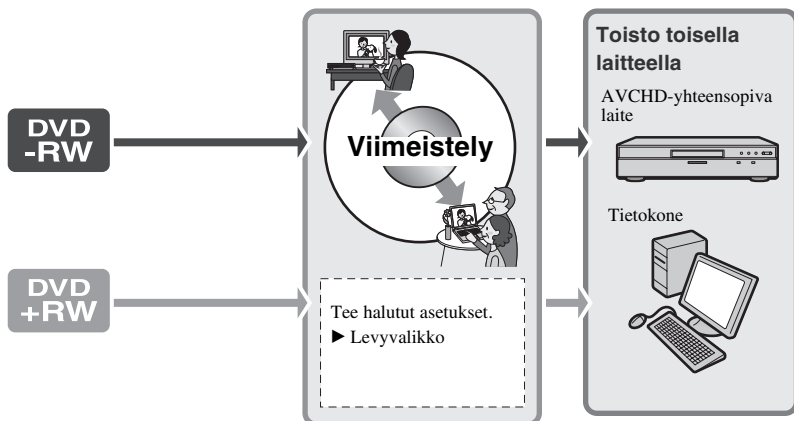 DVD
-RW
Viimeistely
Toisto toisella
laitteella
AVCHD-yhteensopiva
laite
Tietokone
DVD
+RW
Tee halutut asetukset.
► Levyvalikko